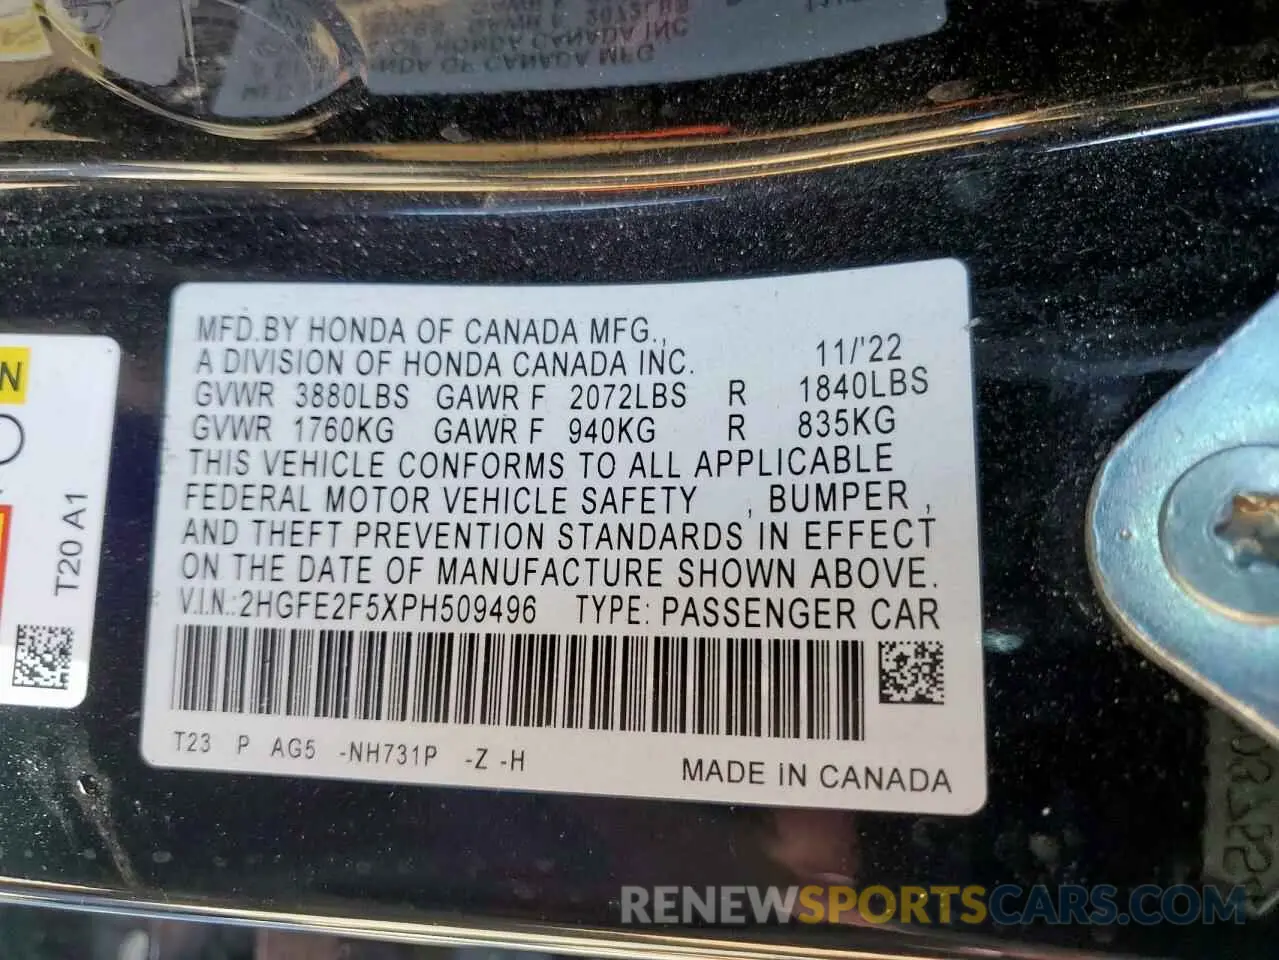 MFD.BY HONDA OF CANADA MFG.,
A DIVISION OF HONDA CANADA INC. 11/'22
GVWR 3880LBS GAWR F 2072LBS R 1840LBS
GVWR 1760KG GAWR F 940KG R 835KG
THIS VEHICLE CONFORMS TO ALL APPLICABLE
FEDERAL MOTOR VEHICLE SAFETY , BUMPER ,
AND THEFT PREVENTION STANDARDS IN EFFECT
ON THE DATE OF MANUFACTURE SHOWN ABOVE.
V.I.N.:2HGFE2F5XPH509496 TYPE: PASSENGER CAR
T23 P AG5 -NH731P -Z -H
MADE IN CANADA
T20 A1
RENEWSPORTSCARS.COM